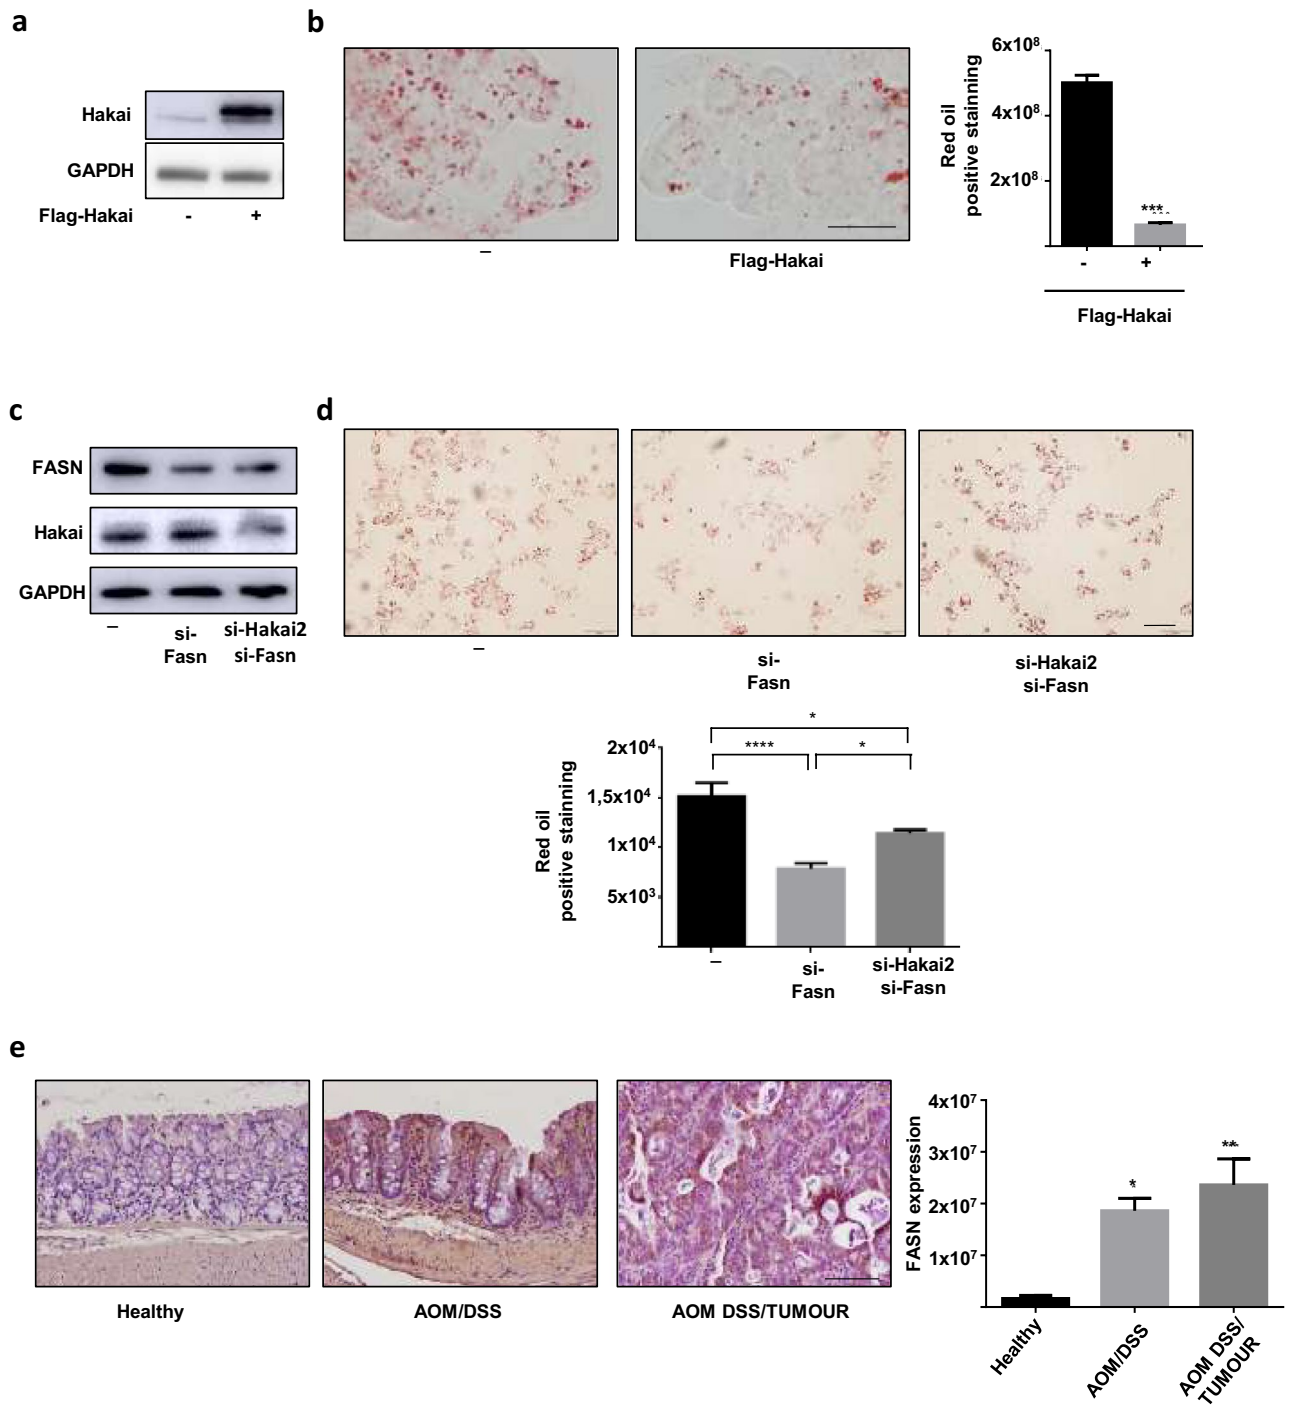 a
Hakai
GAPDH
Flag-Hakai - +
b
–
Flag-Hakai
Red oil
positive stainning
6x10⁸
4x10⁸
2x10⁸
***
- +
Flag-Hakai
c
FASN
Hakai
GAPDH
–
si-
Fasn
si-Hakai2
si-Fasn
d
–
si-
Fasn
si-Hakai2
si-Fasn
Red oil
positive stainning
2x10⁴
1,5x10⁴
1x10⁴
5x10³
*
**** *
–
si-
Fasn
si-Hakai2
si-Fasn
e
Healthy
AOM/DSS
AOM DSS/TUMOUR
FASN expression
4x10⁷
3x10⁷
2x10⁷
1x10⁷
*
**
Healthy
AOM/DSS
AOM DSS/
TUMOUR